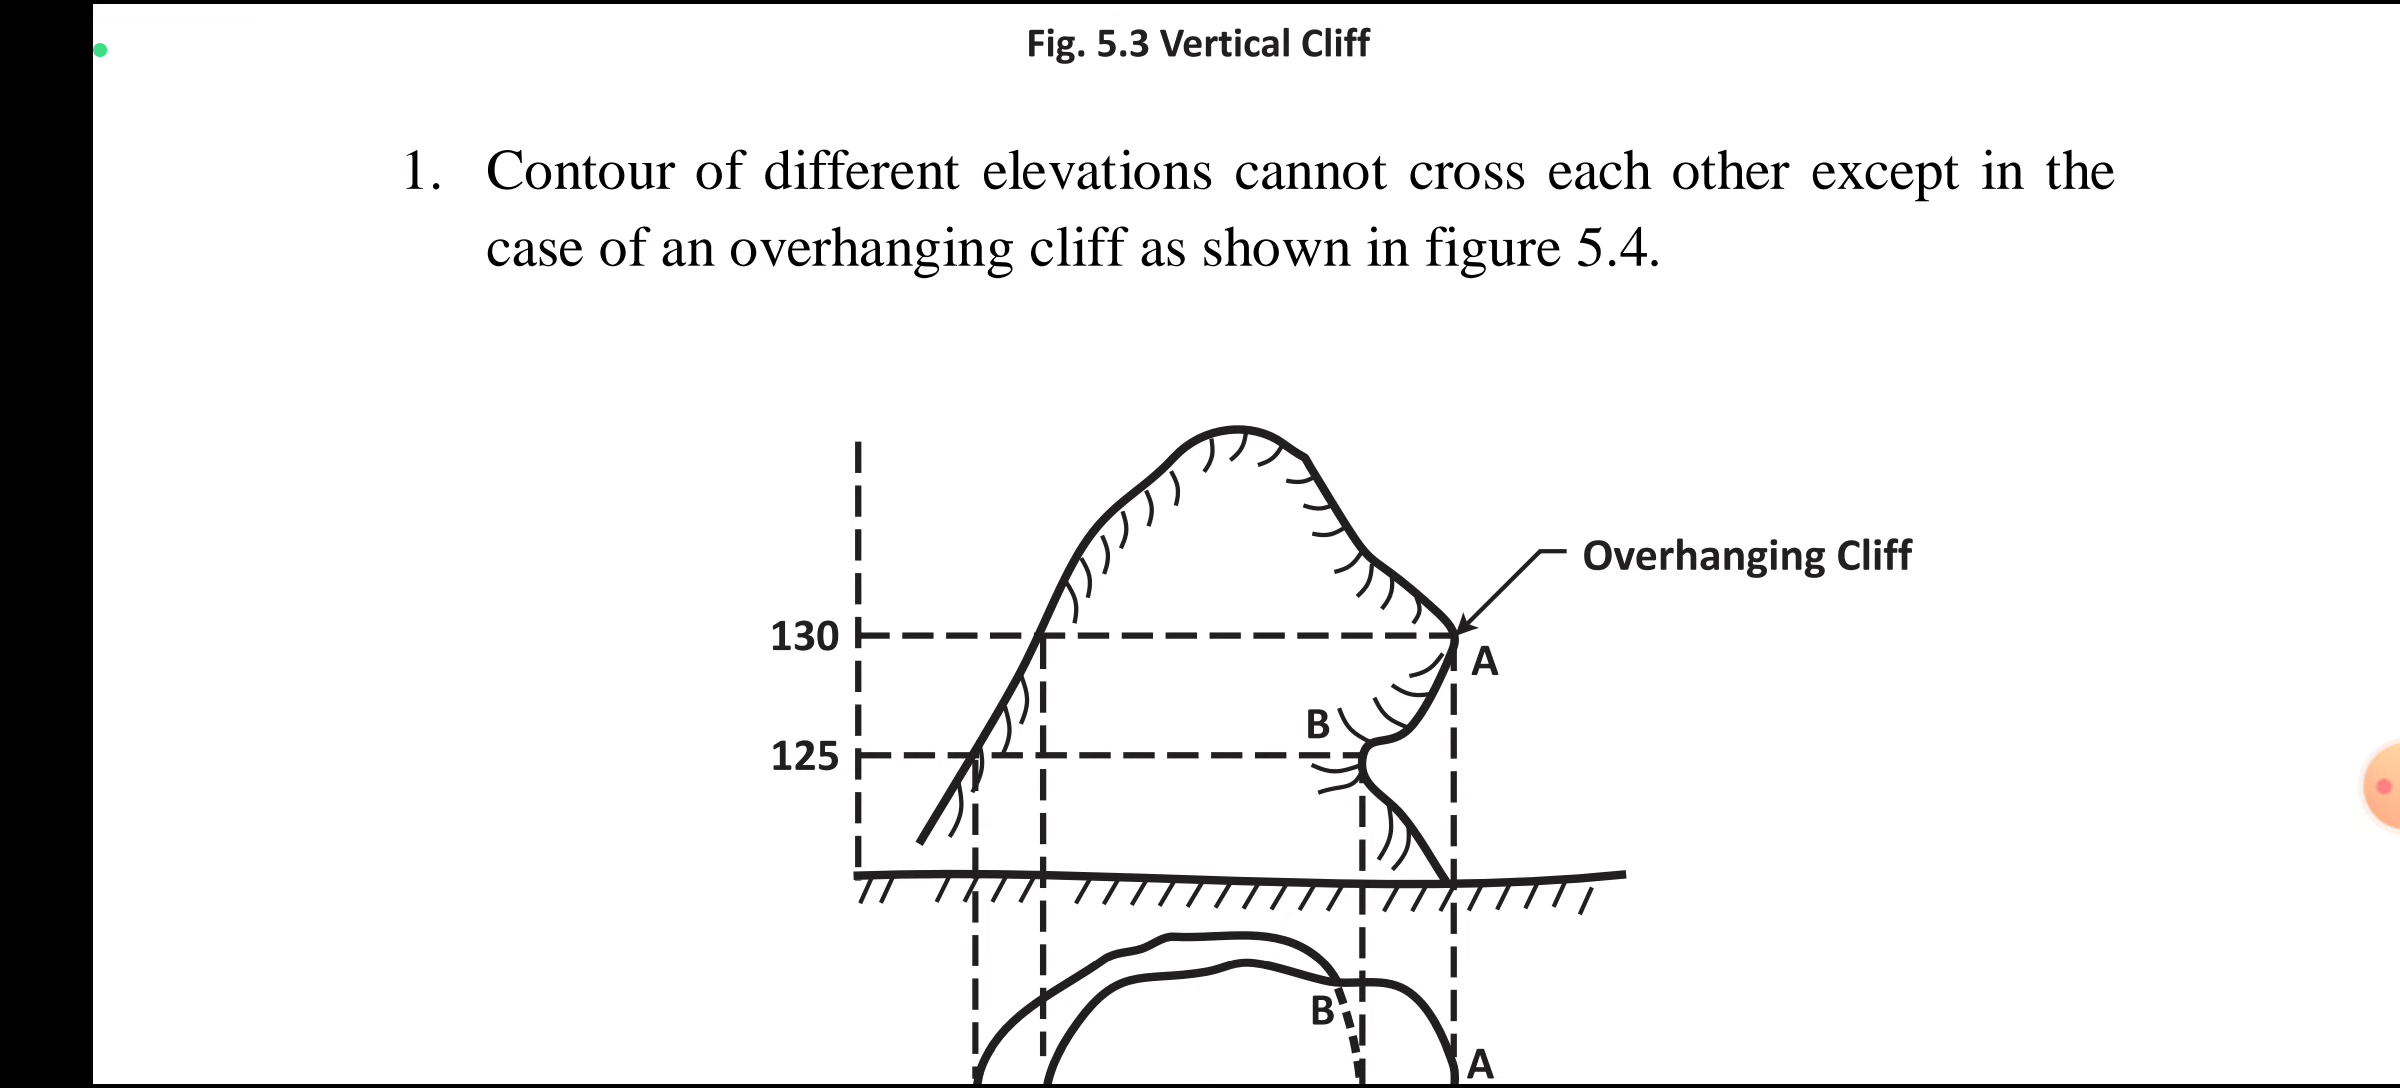 Fig. 5.3 Vertical Cliff
1. Contour of different elevations cannot cross each other except in the
case of an overhanging cliff as shown in figure 5.4.
Overhanging Cliff
130
A
B
125
B
A